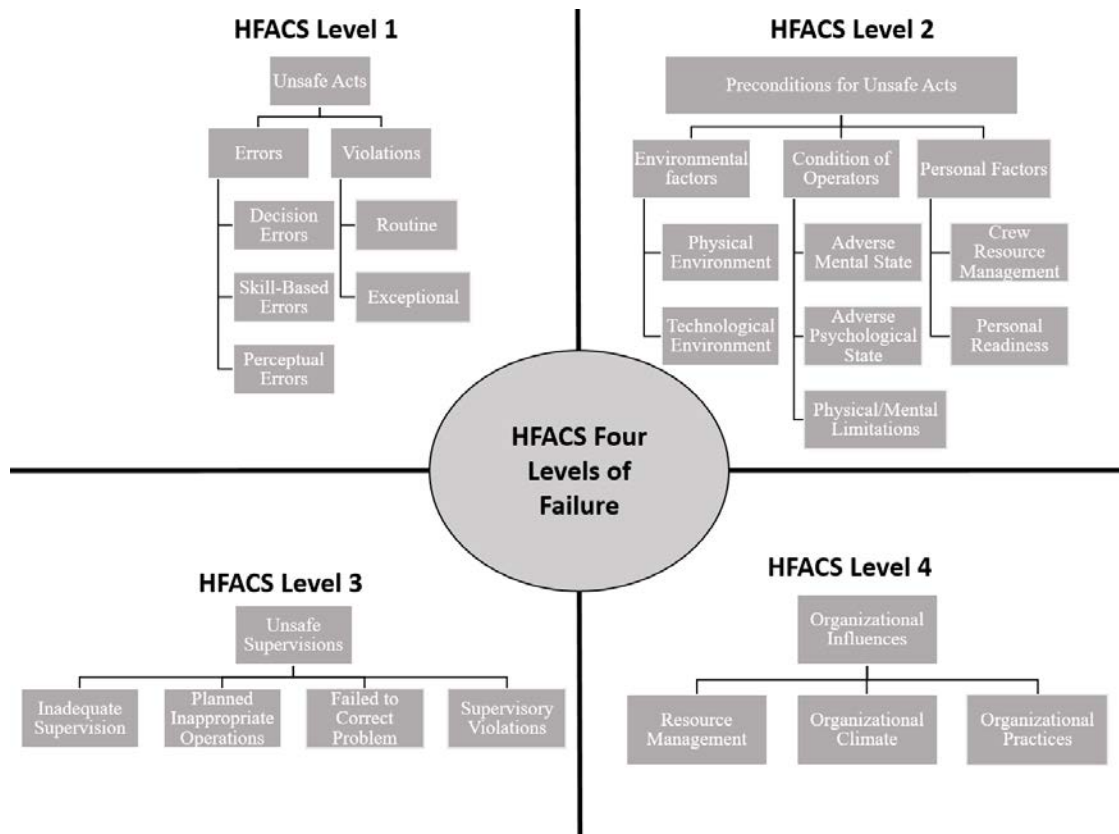 HFACS Level 1
Unsafe Acts
Errors
Violations
Decision
Errors
Routine
Skill-Based
Errors
Exceptional
Perceptual
Errors
HFACS Level 2
Preconditions for Unsafe Acts
Environmental
factors
Condition of
Operators
Personal Factors
Physical
Environment
Adverse
Mental State
Crew
Resource
Management
Technological
Environment
Adverse
Psychological
State
Personal
Readiness
Physical/Mental
Limitations
HFACS Four
Levels of
Failure
HFACS Level 3
Unsafe
Supervisions
Inadequate
Supervision
Planned
Inappropriate
Operations
Failed to
Correct
Problem
Supervisory
Violations
HFACS Level 4
Organizational
Influences
Resource
Management
Organizational
Climate
Organizational
Practices